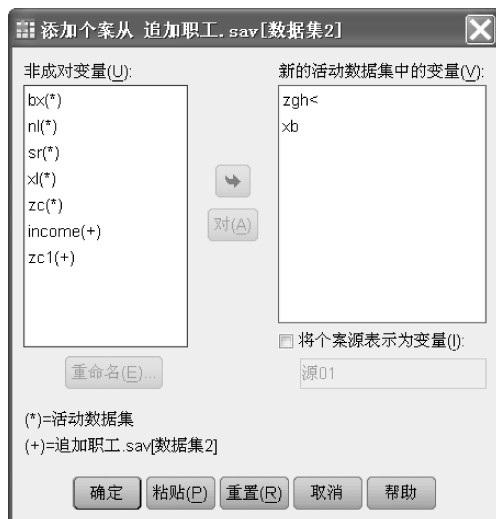 添加个案从 追加职工.sav[数据集2]
非成对变量(U):
bx(*)
nl(*)
sr(*)
xl(*)
zc(*)
income(+)
zc1(+)
对(A)
新的活动数据集中的变量(V):
zgh<
xb
将个案源表示为变量(I):
源01
重命名(E)...
(*)=活动数据集
(+)=追加职工.sav[数据集2]
确定 粘贴(P) 重置(R) 取消 帮助